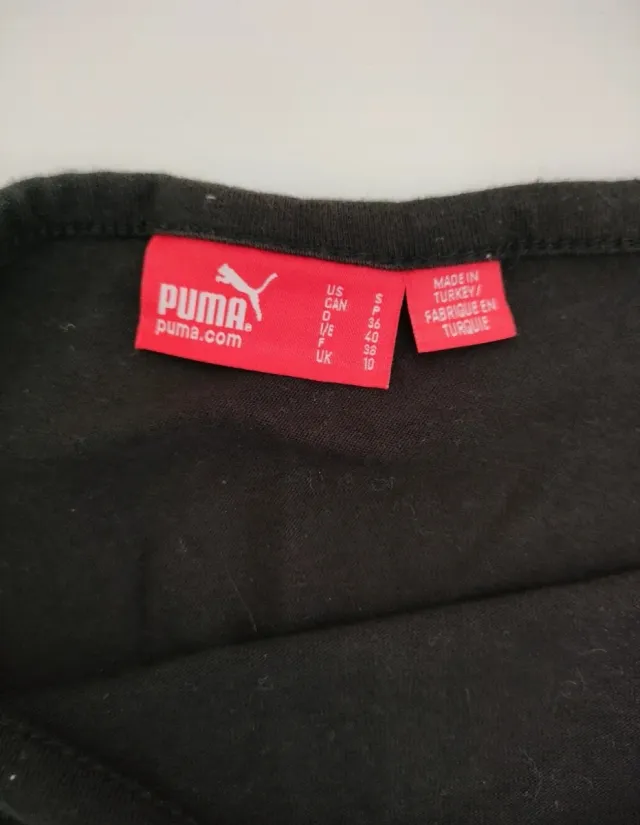 PUMA®
puma.com
US S
CAN P
D 36
I/E 40
F 38
UK 10
MADE IN
TURKEY/
FABRIQUE EN
TURQUIE